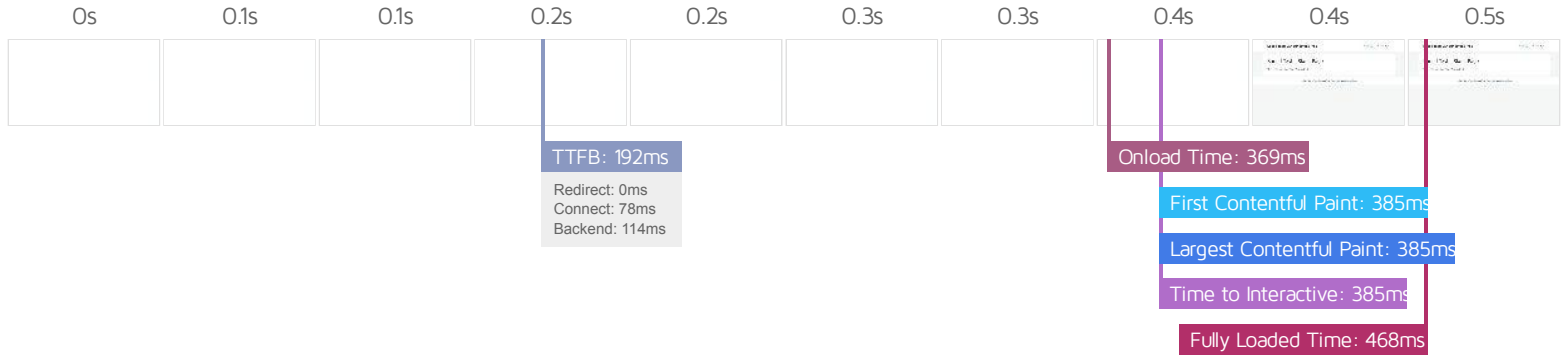 0s 0.1s 0.1s 0.2s 0.2s 0.3s 0.3s 0.4s 0.4s 0.5s
TTFB: 192ms
Redirect: 0ms
Connect: 78ms
Backend: 114ms
Onload Time: 369ms
First Contentful Paint: 385ms
Largest Contentful Paint: 385ms
Time to Interactive: 385ms
Fully Loaded Time: 468ms